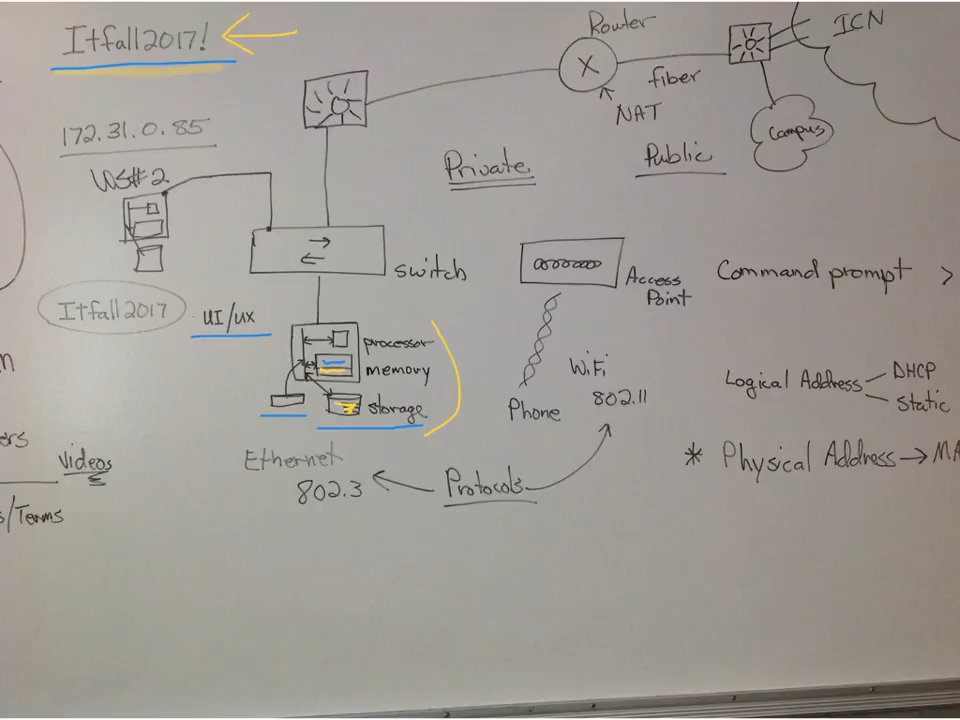 Itfall2017!
172.31.0.85
WS#2
Itfall2017
UI/UX
Router
X
fiber
NAT
ICN
Campus
Private
Public
switch
processor
memory
storage
Access
Point
WiFi
802.11
Phone
Ethernet
802.3
Protocols
Command prompt >
Logical Address
DHCP
Static
* Physical Address → MA
Videos
/Terms